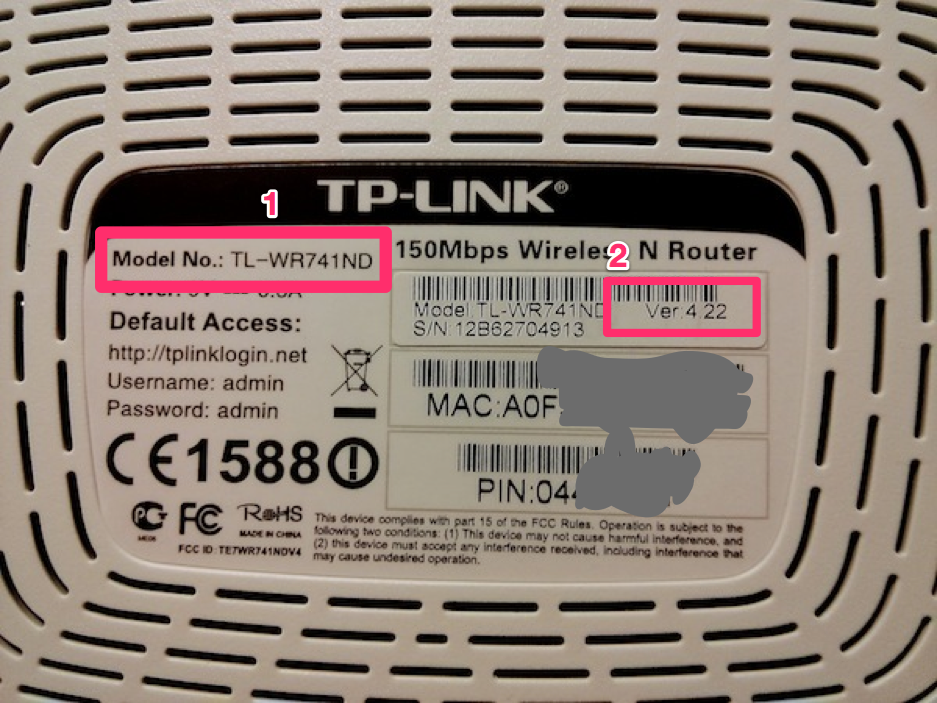 TP-LINK®
1
Model No.: TL-WR741ND
150Mbps Wireless N Router
2
Model:TL-WR741ND Ver:4.22
S/N:12B62704913
Default Access:
http://tplinklogin.net
Username: admin
Password: admin
MAC:A0F
PIN:044
CE1588
FC
RoHS
MADE IN CHINA
FCC ID: TE7WR741NDV4
This device complies with part 15 of the FCC Rules. Operation is subject to the
following two conditions: (1) This device may not cause harmful interference, and
(2) this device must accept any interference received, including interference that
may cause undesired operation.